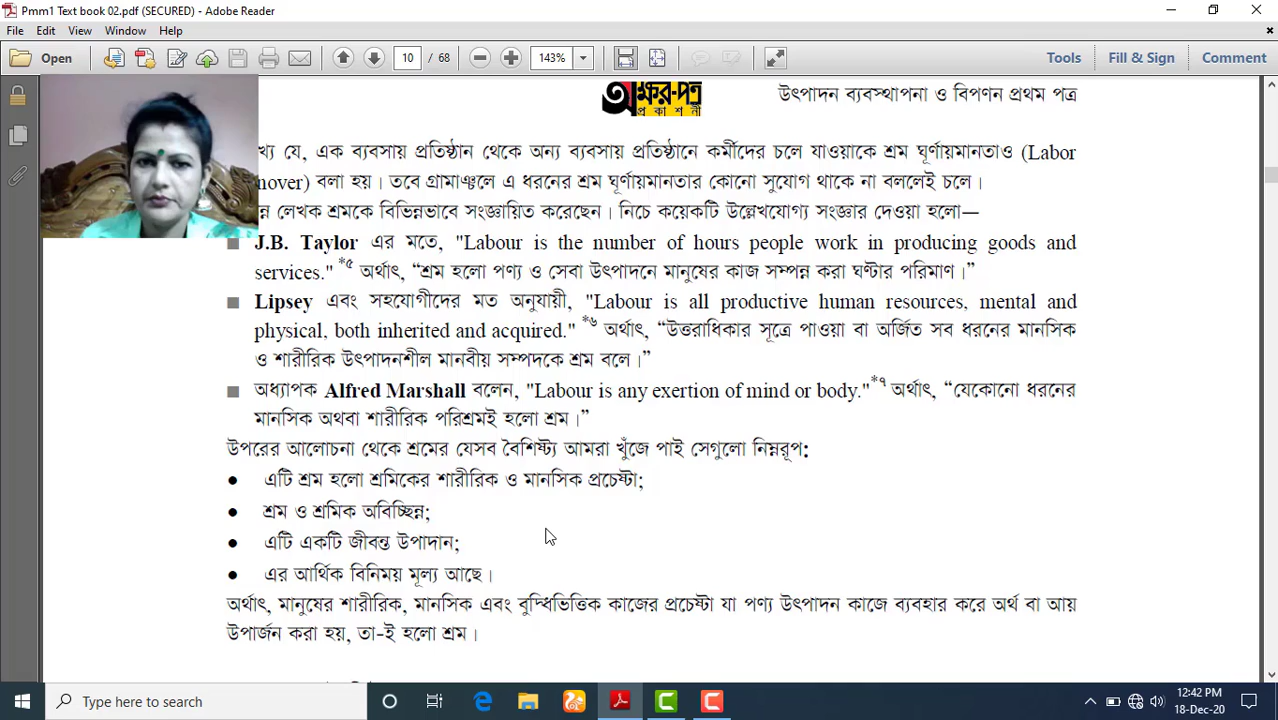 Pmm1 Text book 02.pdf (SECURED) - Adobe Reader
File Edit View Window Help
Open 10 / 68 143% Tools Fill & Sign Comment
অক্ষর-পত্র
প্রকাশনী
উৎপাদন ব্যবস্থাপনা ও বিপণন প্রথম পত্র
খ্য যে, এক ব্যবসায় প্রতিষ্ঠান থেকে অন্য ব্যবসায় প্রতিষ্ঠানে কর্মীদের চলে যাওয়াকে শ্রম ঘূর্ণায়মানতাও (Labor
nover) বলা হয়। তবে গ্রামাঞ্চলে এ ধরনের শ্রম ঘূর্ণায়মানতার কোনো সুযোগ থাকে না বললেই চলে।
ন্ন লেখক শ্রমকে বিভিন্নভাবে সংজ্ঞায়িত করেছেন। নিচে কয়েকটি উল্লেখযোগ্য সংজ্ঞার দেওয়া হলো—
■ J.B. Taylor এর মতে, "Labour is the number of hours people work in producing goods and
services." *৫ অর্থাৎ, “শ্রম হলো পণ্য ও সেবা উৎপাদনে মানুষের কাজ সম্পন্ন করা ঘণ্টার পরিমাণ।”
■ Lipsey এবং সহযোগীদের মত অনুযায়ী, "Labour is all productive human resources, mental and
physical, both inherited and acquired." *৬ অর্থাৎ, “উত্তরাধিকার সূত্রে পাওয়া বা অর্জিত সব ধরনের মানসিক
ও শারীরিক উৎপাদনশীল মানবীয় সম্পদকে শ্রম বলে।”
■ অধ্যাপক Alfred Marshall বলেন, "Labour is any exertion of mind or body."*৭ অর্থাৎ, “যেকোনো ধরনের
মানসিক অথবা শারীরিক পরিশ্রমই হলো শ্রম।”
উপরের আলোচনা থেকে শ্রমের যেসব বৈশিষ্ট্য আমরা খুঁজে পাই সেগুলো নিম্নরূপ:
● এটি শ্রম হলো শ্রমিকের শারীরিক ও মানসিক প্রচেষ্টা;
● শ্রম ও শ্রমিক অবিচ্ছিন্ন;
● এটি একটি জীবন্ত উপাদান;
● এর আর্থিক বিনিময় মূল্য আছে।
অর্থাৎ, মানুষের শারীরিক, মানসিক এবং বুদ্ধিভিত্তিক কাজের প্রচেষ্টা যা পণ্য উৎপাদন কাজে ব্যবহার করে অর্থ বা আয়
উপার্জন করা হয়, তা-ই হলো শ্রম।
Type here to search
12:42 PM
18-Dec-20